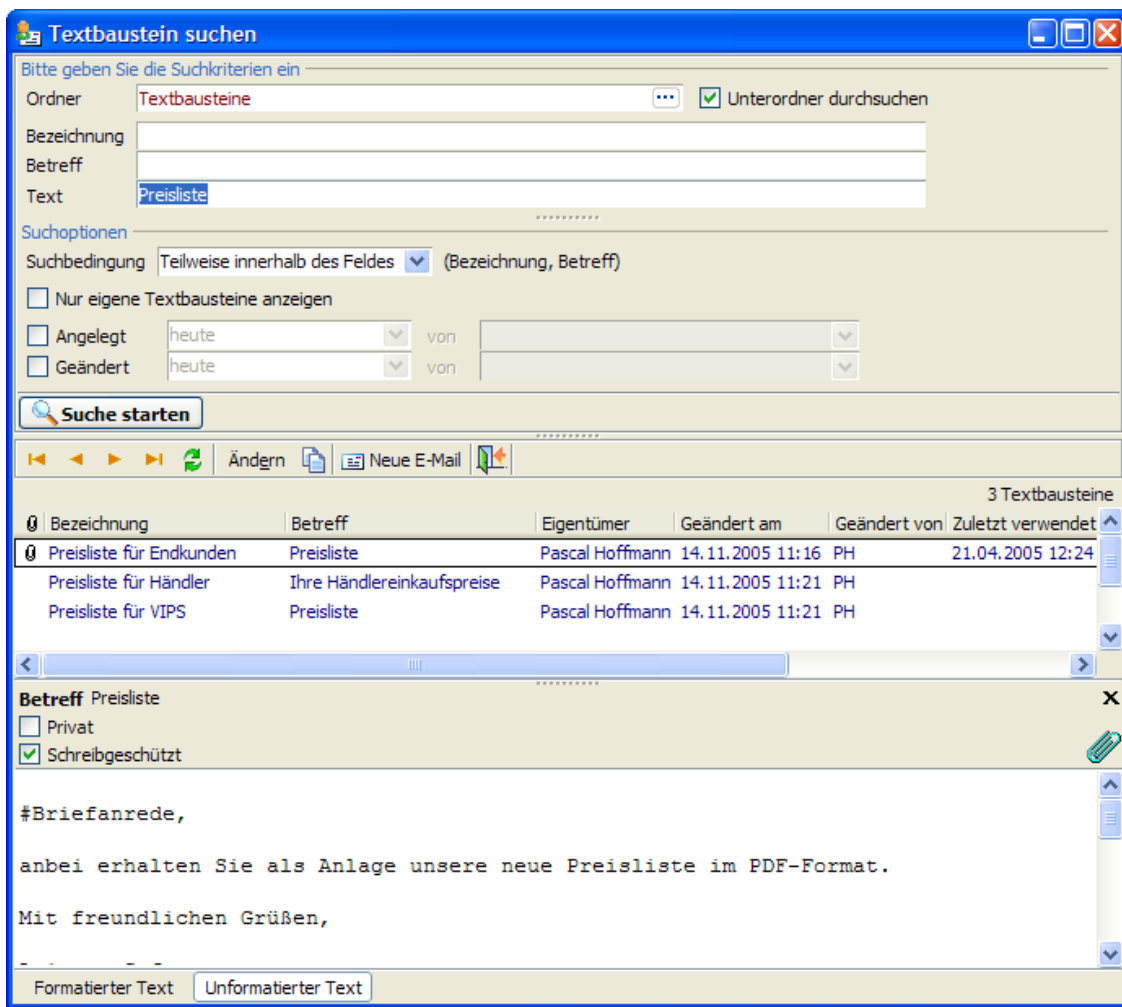 Textbaustein suchen
Bitte geben Sie die Suchkriterien ein
Ordner Textbausteine ... Unterordner durchsuchen
Bezeichnung
Betreff
Text Preisliste
Suchoptionen
Suchbedingung Teilweise innerhalb des Feldes (Bezeichnung, Betreff)
Nur eigene Textbausteine anzeigen
Angelegt heute von
Geändert heute von
Suche starten
Ändern Neue E-Mail
3 Textbausteine
Bezeichnung Betreff Eigentümer Geändert am Geändert von Zuletzt verwendet
Preisliste für Endkunden Preisliste Pascal Hoffmann 14.11.2005 11:16 PH 21.04.2005 12:24
Preisliste für Händler Ihre Händlereinkaufspreise Pascal Hoffmann 14.11.2005 11:21 PH
Preisliste für VIPS Preisliste Pascal Hoffmann 14.11.2005 11:21 PH
Betreff Preisliste
Privat
Schreibgeschützt
#Briefanrede,
anbei erhalten Sie als Anlage unsere neue Preisliste im PDF-Format.
Mit freundlichen Grüßen,
Formatierter Text Unformatierter Text